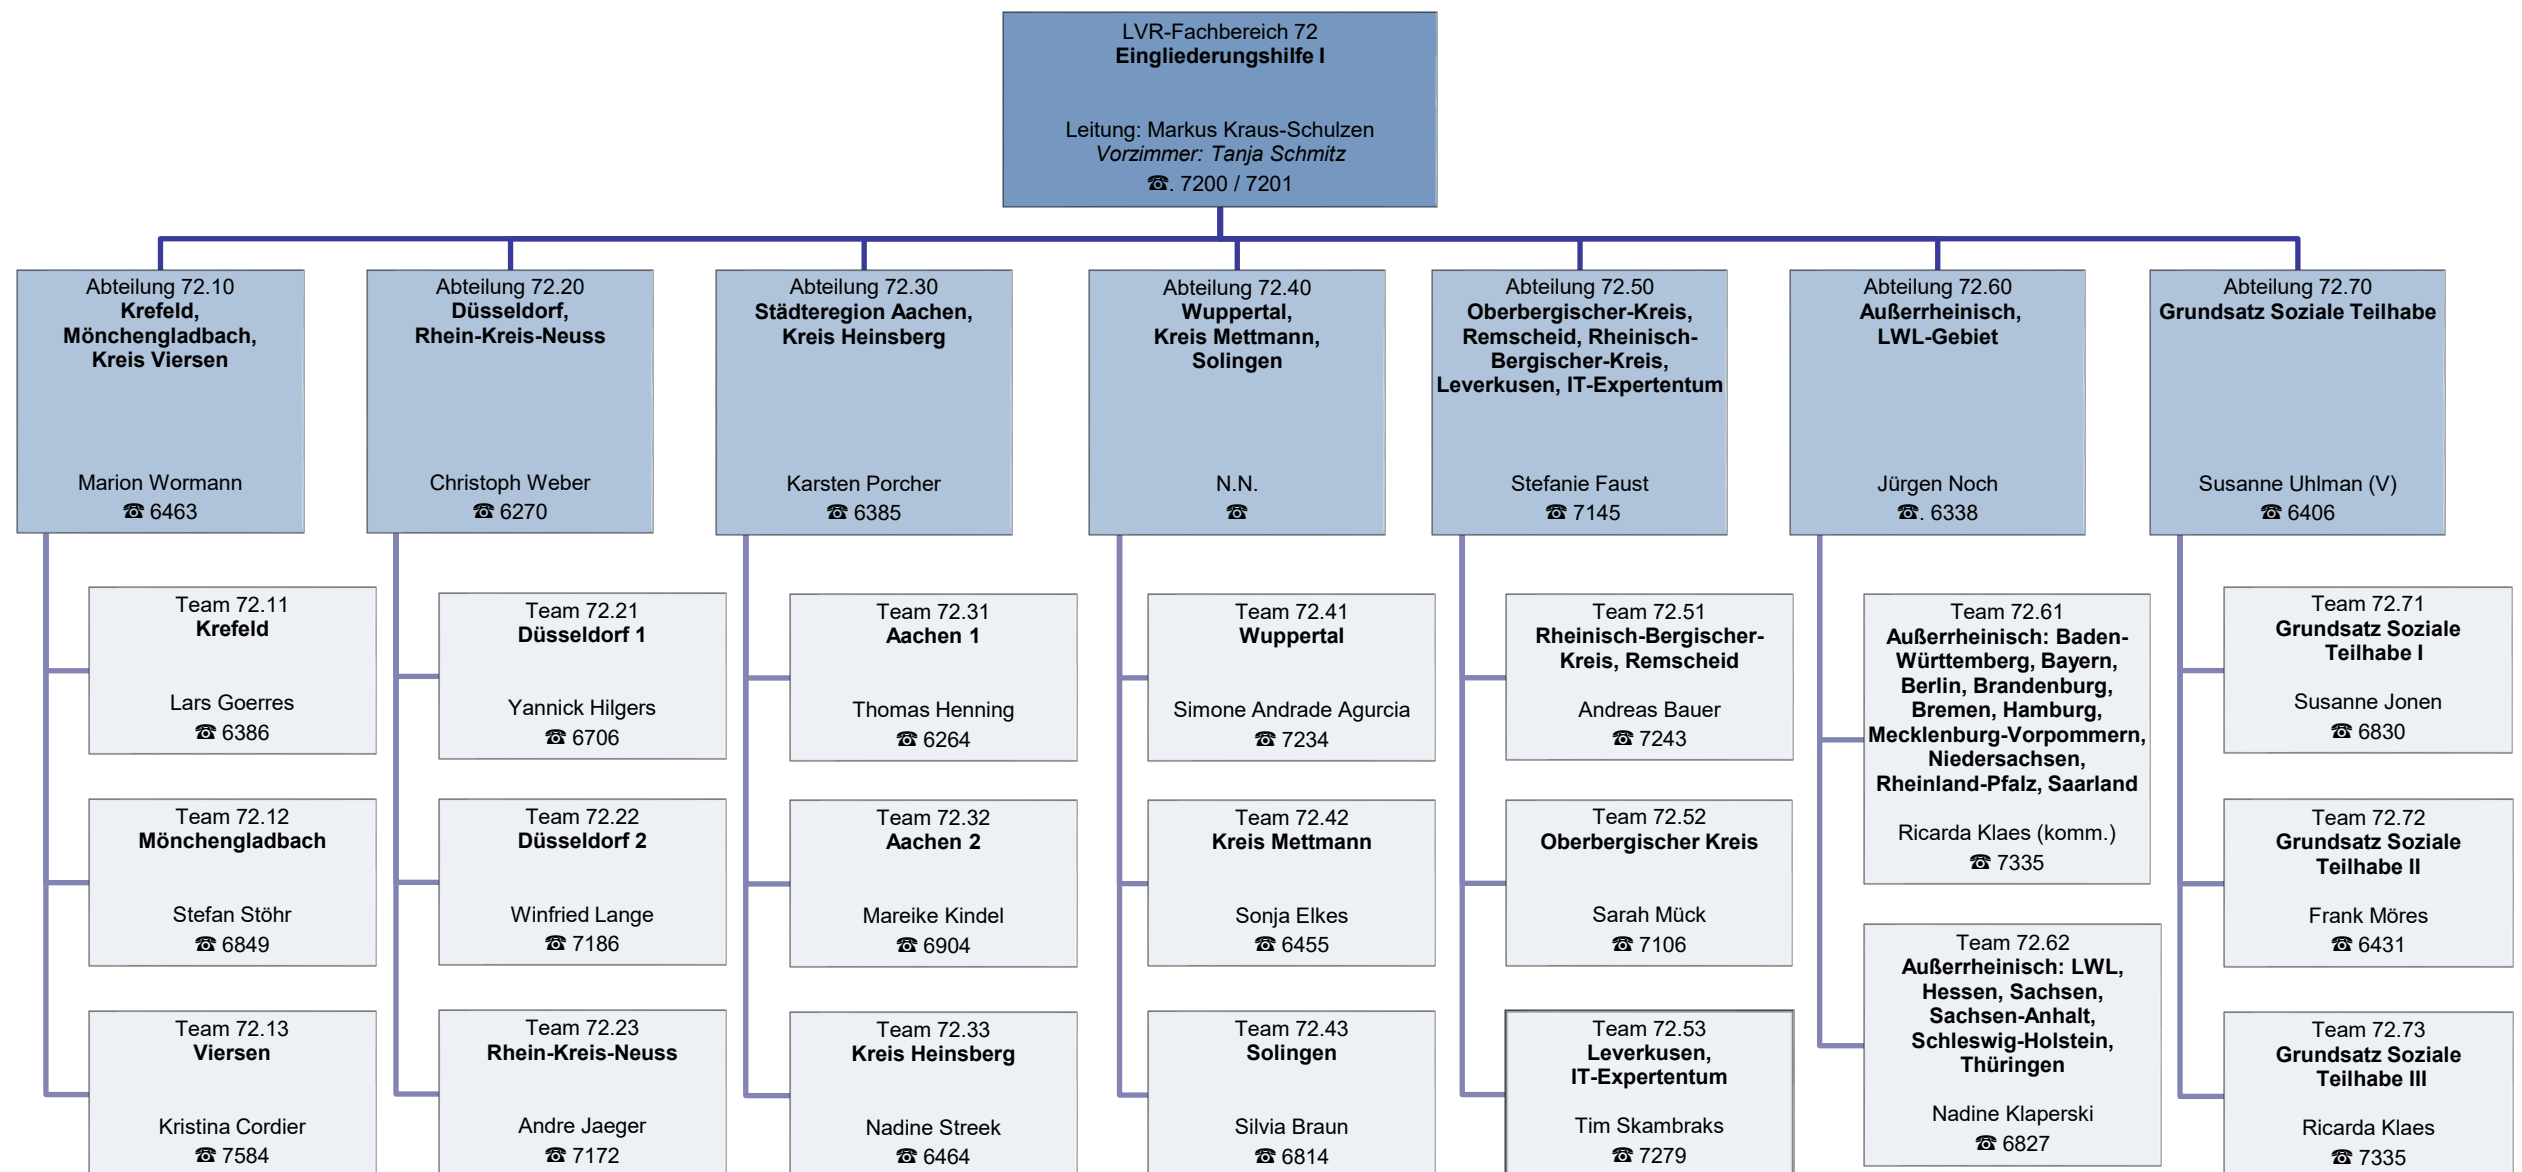 LVR-Fachbereich 72
Eingliederungshilfe I
Leitung: Markus Kraus-Schulzen
Vorzimmer: Tanja Schmitz
☎. 7200 / 7201
Abteilung 72.10
Krefeld,
Mönchengladbach,
Kreis Viersen
Marion Wormann
☎ 6463
Abteilung 72.20
Düsseldorf,
Rhein-Kreis-Neuss
Christoph Weber
☎ 6270
Abteilung 72.30
Städteregion Aachen,
Kreis Heinsberg
Karsten Porcher
☎ 6385
Abteilung 72.40
Wuppertal,
Kreis Mettmann,
Solingen
N.N.
☎
Abteilung 72.50
Oberbergischer-Kreis,
Remscheid, Rheinisch-
Bergischer-Kreis,
Leverkusen, IT-Expertentum
Stefanie Faust
☎ 7145
Abteilung 72.60
Außerrheinisch,
LWL-Gebiet
Jürgen Noch
☎. 6338
Abteilung 72.70
Grundsatz Soziale Teilhabe
Susanne Uhlman (V)
☎ 6406
Team 72.11
Krefeld
Lars Goerres
☎ 6386
Team 72.12
Mönchengladbach
Stefan Stöhr
☎ 6849
Team 72.13
Viersen
Kristina Cordier
☎ 7584
Team 72.21
Düsseldorf 1
Yannick Hilgers
☎ 6706
Team 72.22
Düsseldorf 2
Winfried Lange
☎ 7186
Team 72.23
Rhein-Kreis-Neuss
Andre Jaeger
☎ 7172
Team 72.31
Aachen 1
Thomas Henning
☎ 6264
Team 72.32
Aachen 2
Mareike Kindel
☎ 6904
Team 72.33
Kreis Heinsberg
Nadine Streek
☎ 6464
Team 72.41
Wuppertal
Simone Andrade Agurcia
☎ 7234
Team 72.42
Kreis Mettmann
Sonja Elkes
☎ 6455
Team 72.43
Solingen
Silvia Braun
☎ 6814
Team 72.51
Rheinisch-Bergischer-
Kreis, Remscheid
Andreas Bauer
☎ 7243
Team 72.52
Oberbergischer Kreis
Sarah Mück
☎ 7106
Team 72.53
Leverkusen,
IT-Expertentum
Tim Skambraks
☎ 7279
Team 72.61
Außerrheinisch: Baden-
Württemberg, Bayern,
Berlin, Brandenburg,
Bremen, Hamburg,
Mecklenburg-Vorpommern,
Niedersachsen,
Rheinland-Pfalz, Saarland
Ricarda Klaes (komm.)
☎ 7335
Team 72.62
Außerrheinisch: LWL,
Hessen, Sachsen,
Sachsen-Anhalt,
Schleswig-Holstein,
Thüringen
Nadine Klaperski
☎ 6827
Team 72.71
Grundsatz Soziale
Teilhabe I
Susanne Jonen
☎ 6830
Team 72.72
Grundsatz Soziale
Teilhabe II
Frank Möres
☎ 6431
Team 72.73
Grundsatz Soziale
Teilhabe III
Ricarda Klaes
☎ 7335